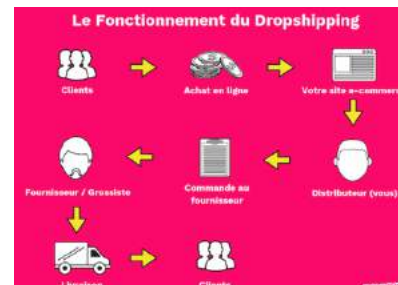 Le Fonctionnement du Dropshipping
Clients
Achat en ligne
Votre site e-commerce
Fournisseur / Grossiste
Commande au
fournisseur
Distributeur (vous)
Livraison
Clients